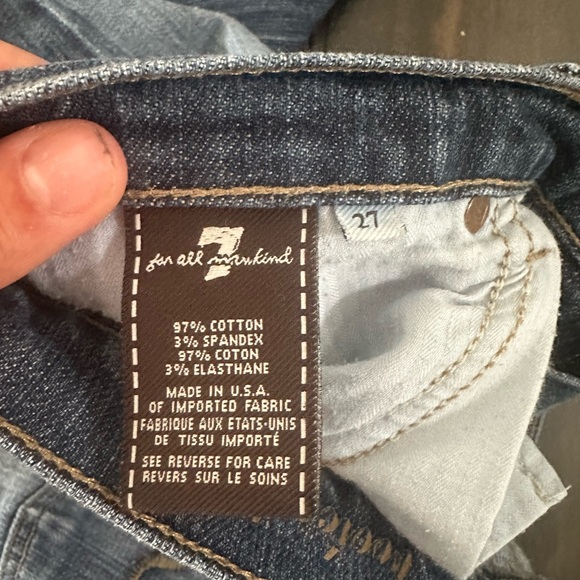 27
7
for all mankind
97% COTTON
3% SPANDEX
97% COTON
3% ELASTHANE
MADE IN U.S.A.
OF IMPORTED FABRIC
FABRIQUE AUX ETATS-UNIS
DE TISSU IMPORTÉ
SEE REVERSE FOR CARE
REVERS SUR LE SOINS